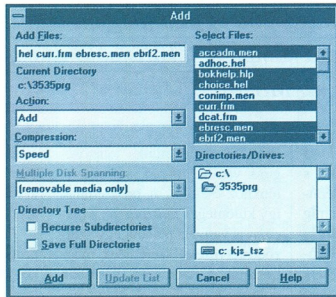 Add
Add Files:
hel curr.frm ebresc.men ebrf2.men
Current Directory
c:\3535prg
Action:
Add
Compression:
Speed
Multiple Disk Spanning:
(removable media only)
Directory Tree
Recurse Subdirectories
Save Full Directories
Select Files:
accadm.men
adhoc.hel
bokhelp.hlp
choice.hel
conimp.men
curr.frm
dcat.frm
ebresc.men
ebrf2.men
Directories/Drives:
c:\
3535prg
c: kjs_tsz
Add
Update List
Cancel
Help